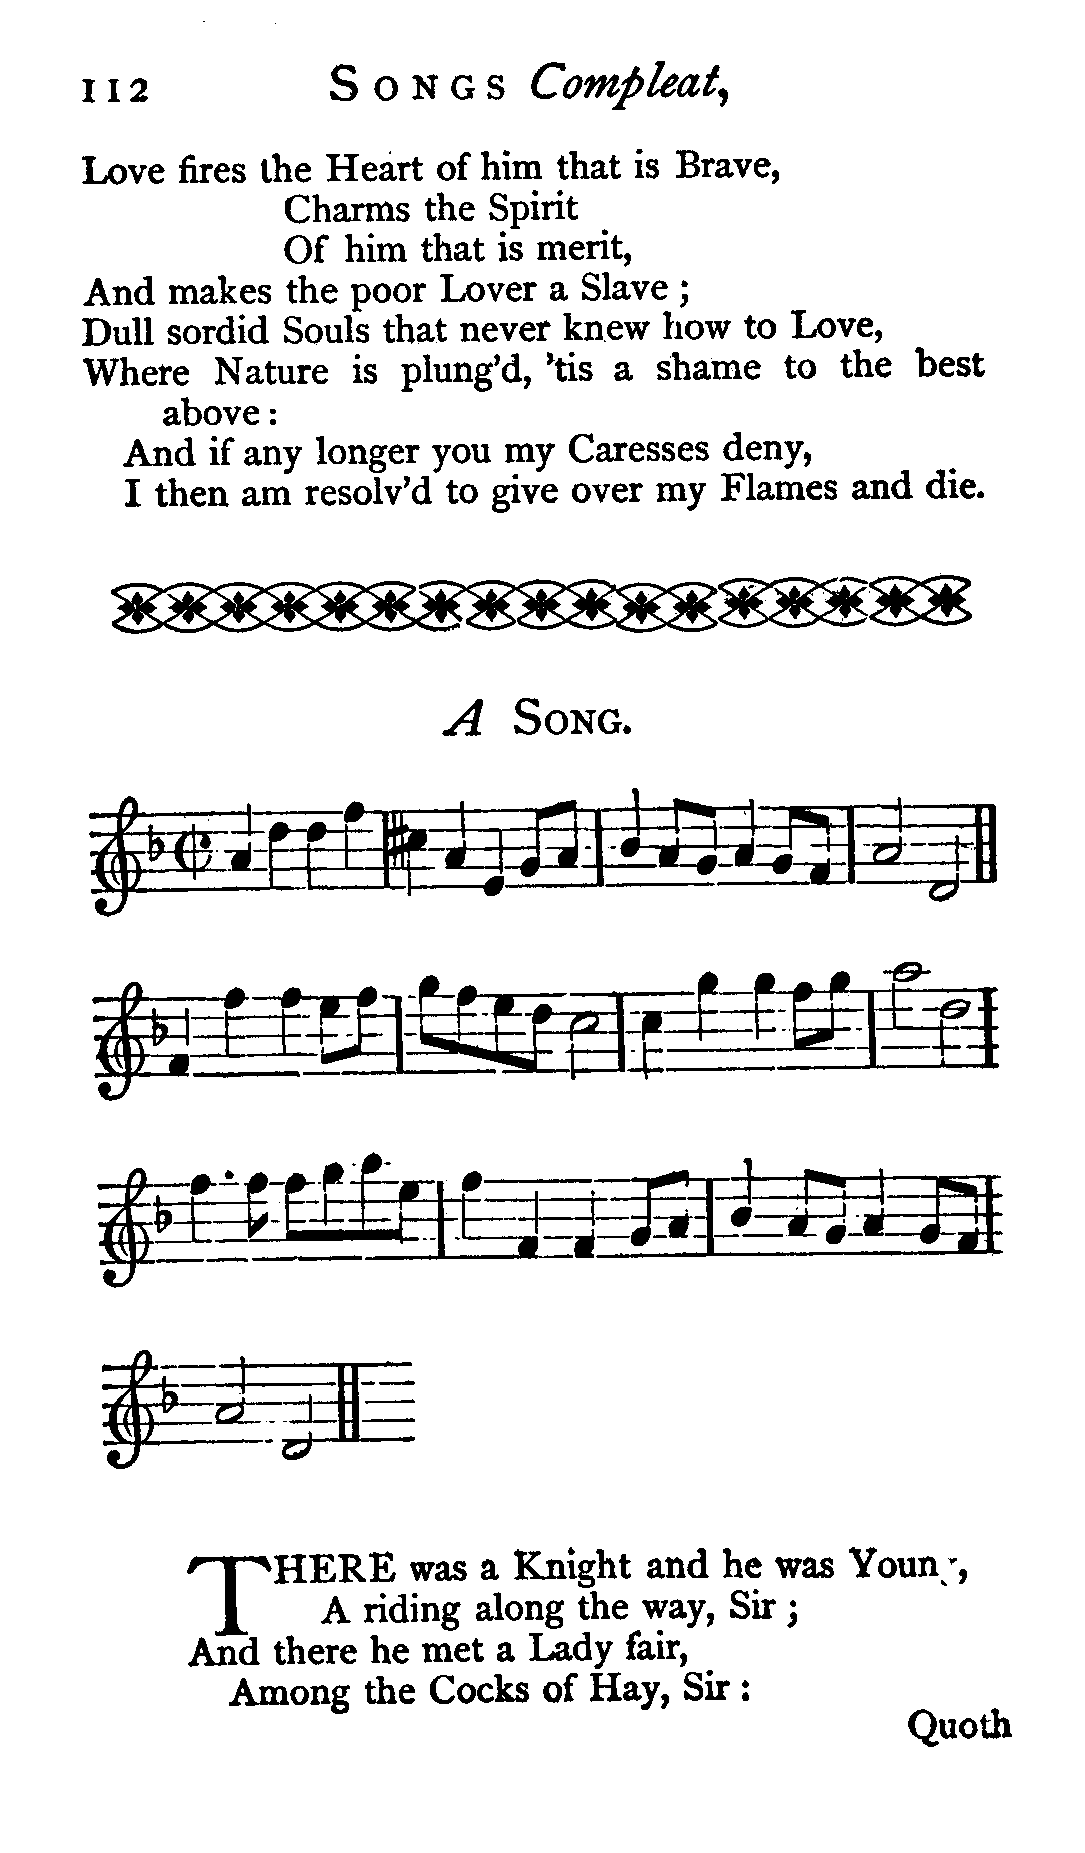 112 SONGS Compleat,
Love fires the Heart of him that is Brave,
Charms the Spirit
Of him that is merit,
And makes the poor Lover a Slave ;
Dull sordid Souls that never knew how to Love,
Where Nature is plung'd, 'tis a shame to the best
above :
And if any longer you my Caresses deny,
I then am resolv'd to give over my Flames and die.
A SONG.
THERE was a Knight and he was Young,
A riding along the way, Sir ;
And there he met a Lady fair,
Among the Cocks of Hay, Sir :
Quoth